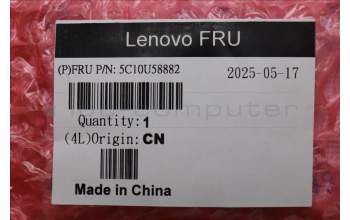 Lenovo FRU
(P)FRU P/N: 5C10U58882
2025-05-17
Quantity: 1
(4L)Origin: CN
Made in China